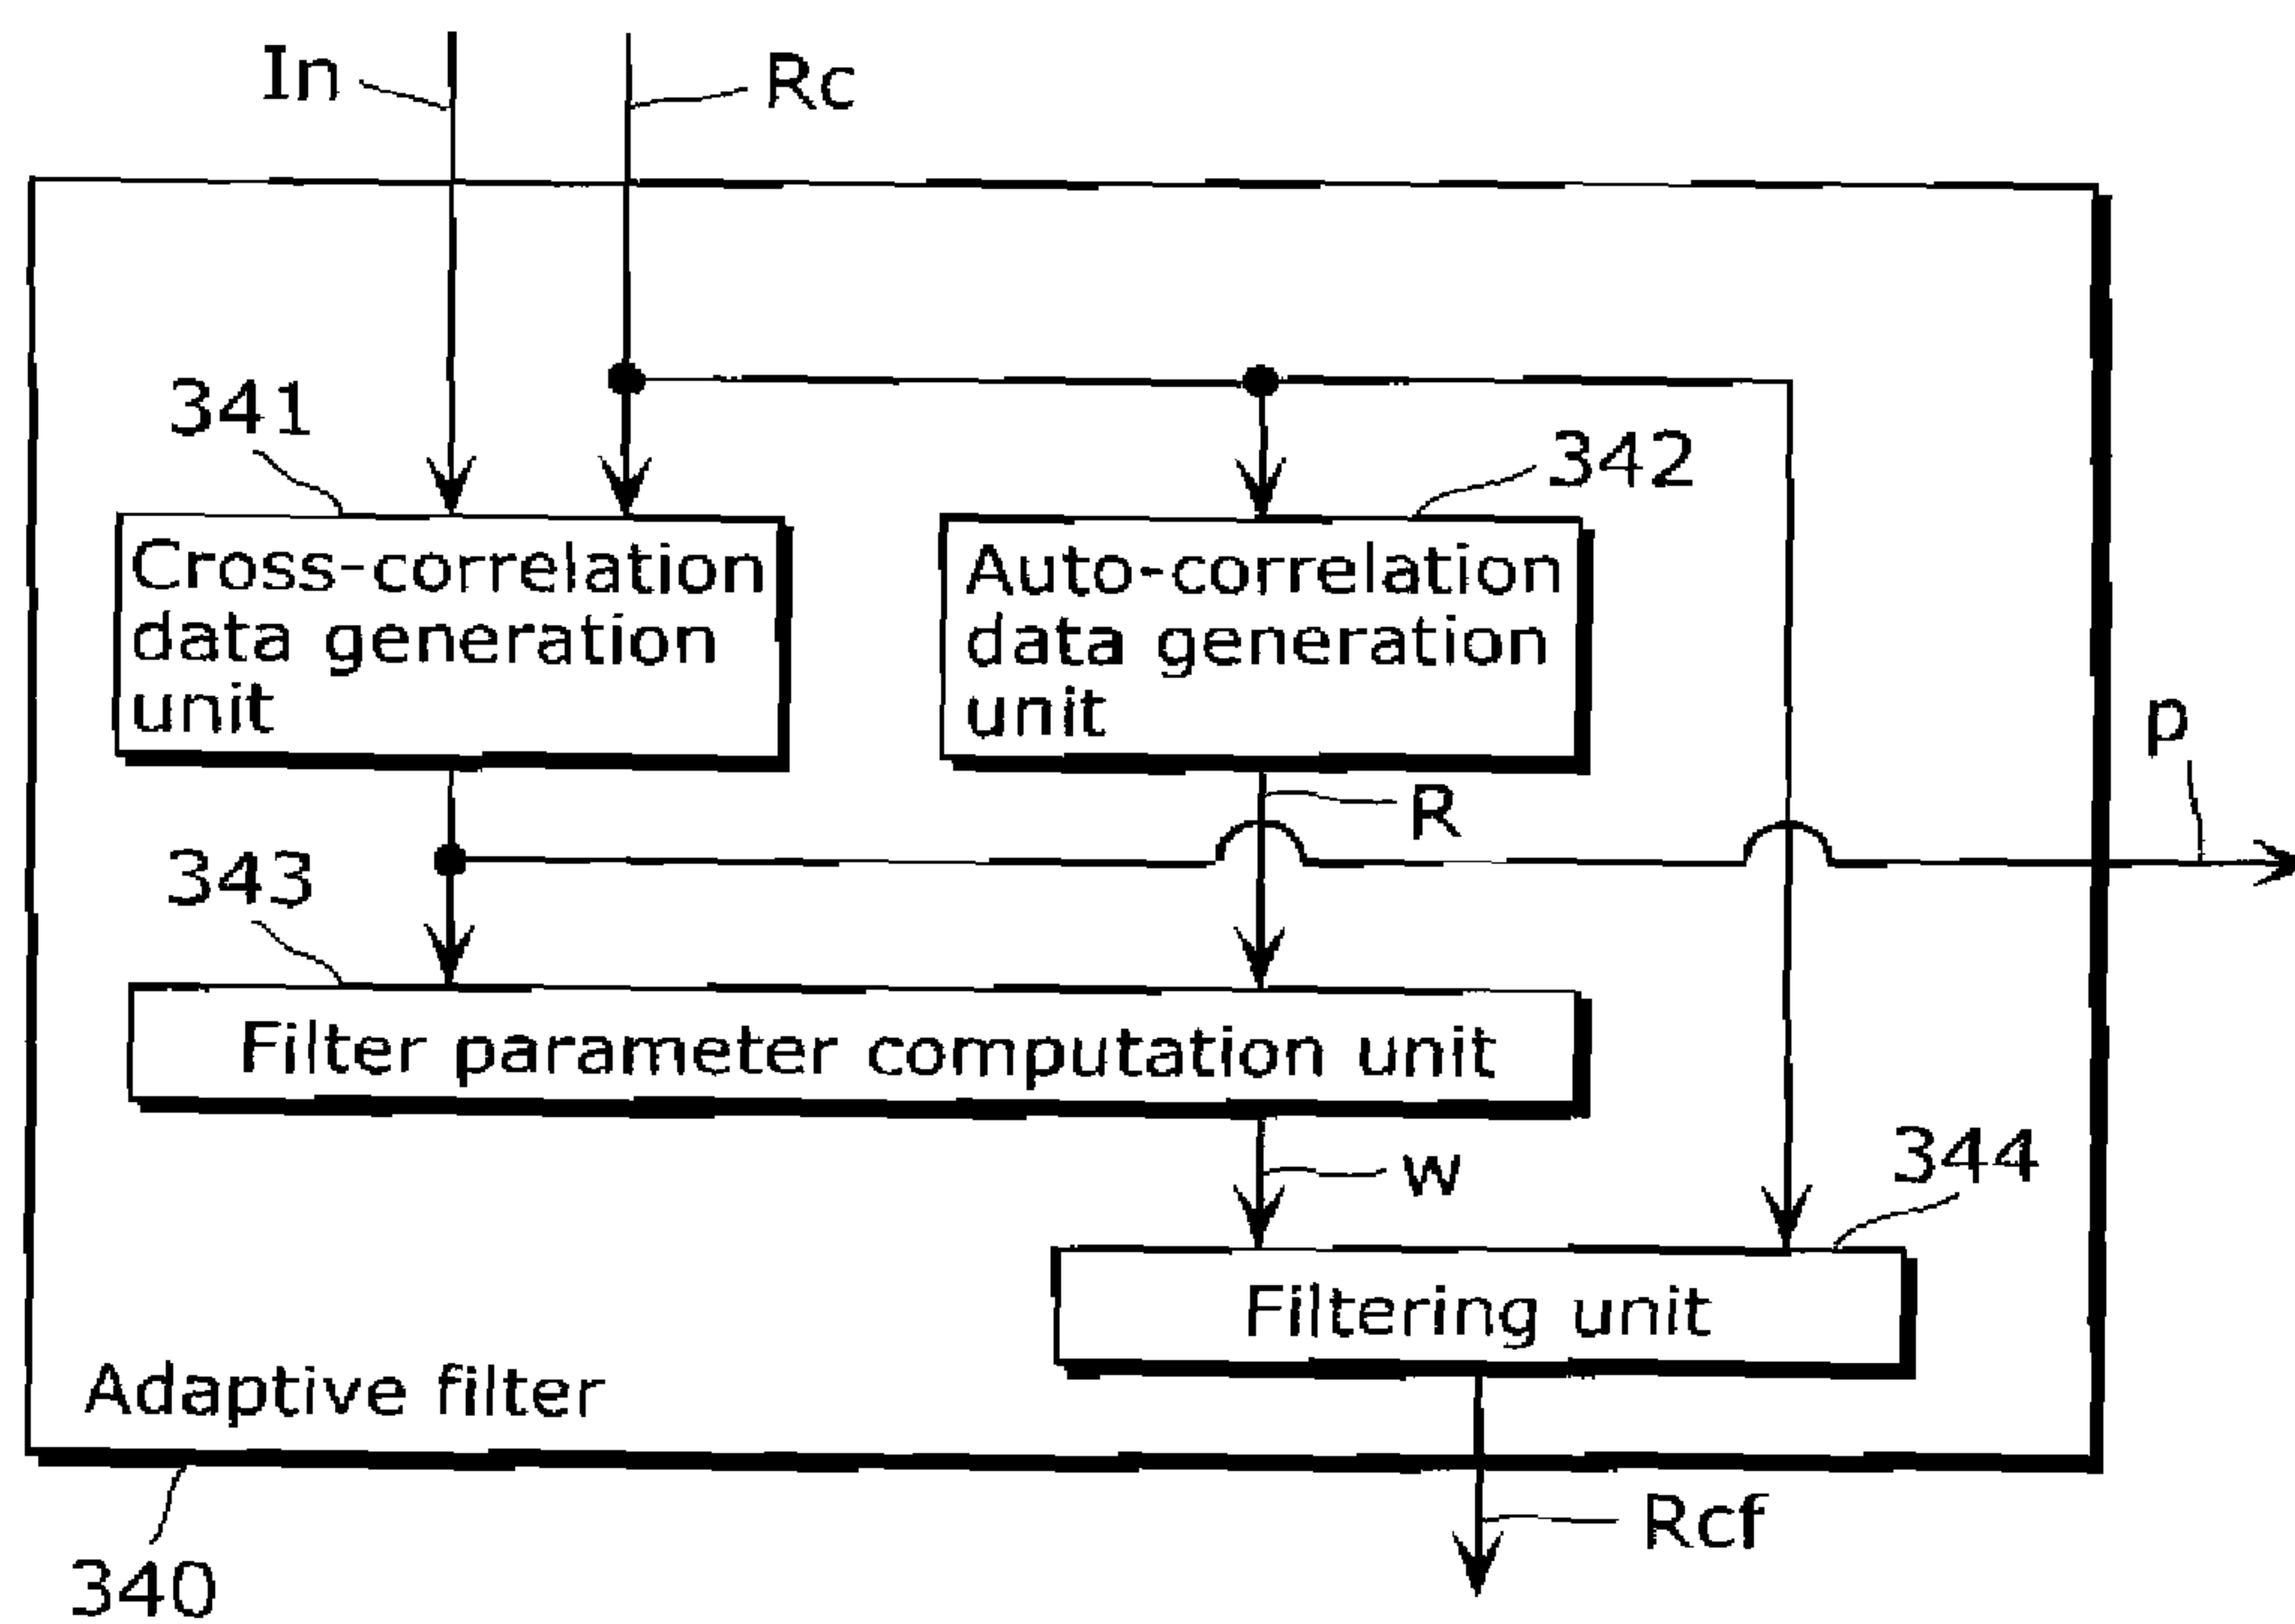 In
Rc
341
342
Cross-correlation
data generation
unit
Auto-correlation
data generation
unit
p
R
343
Filter parameter computation unit
w
344
Filtering unit
Adaptive filter
Rcf
340